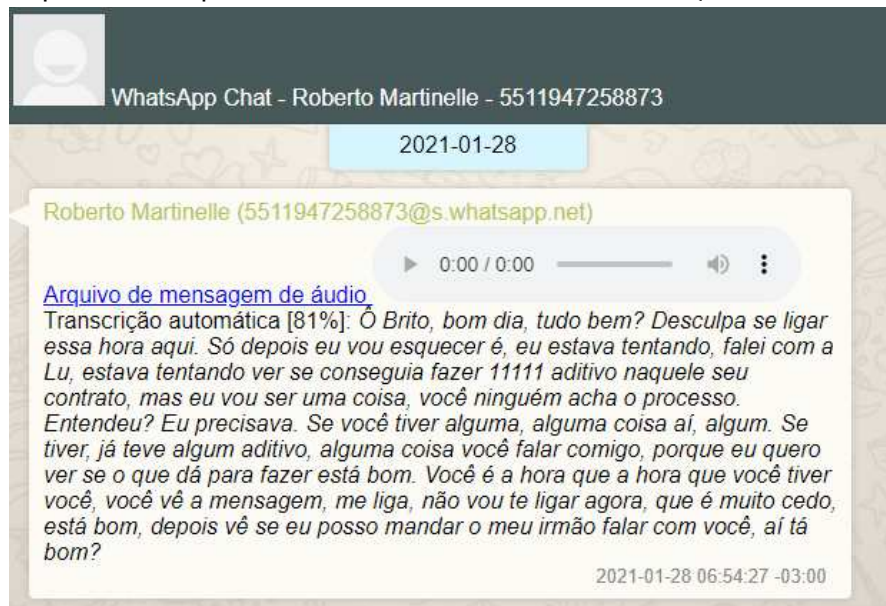 WhatsApp Chat - Roberto Martinelle - 5511947258873
2021-01-28
Roberto Martinelle (5511947258873@s.whatsapp.net)
0:00 / 0:00
Arquivo de mensagem de áudio
Transcrição automática [81%]: Ô Brito, bom dia, tudo bem? Desculpa se ligar
essa hora aqui. Só depois eu vou esquecer é, eu estava tentando, falei com a
Lu, estava tentando ver se conseguia fazer 11111 aditivo naquele seu
contrato, mas eu vou ser uma coisa, você ninguém acha o processo.
Entendeu? Eu precisava. Se você tiver alguma, alguma coisa aí, algum. Se
tiver, já teve algum aditivo, alguma coisa você falar comigo, porque eu quero
ver se o que dá para fazer está bom. Você é a hora que a hora que você tiver
você, você vê a mensagem, me liga, não vou te ligar agora, que é muito cedo,
está bom, depois vê se eu posso mandar o meu irmão falar com você, aí tá
bom?
2021-01-28 06:54:27 -03:00